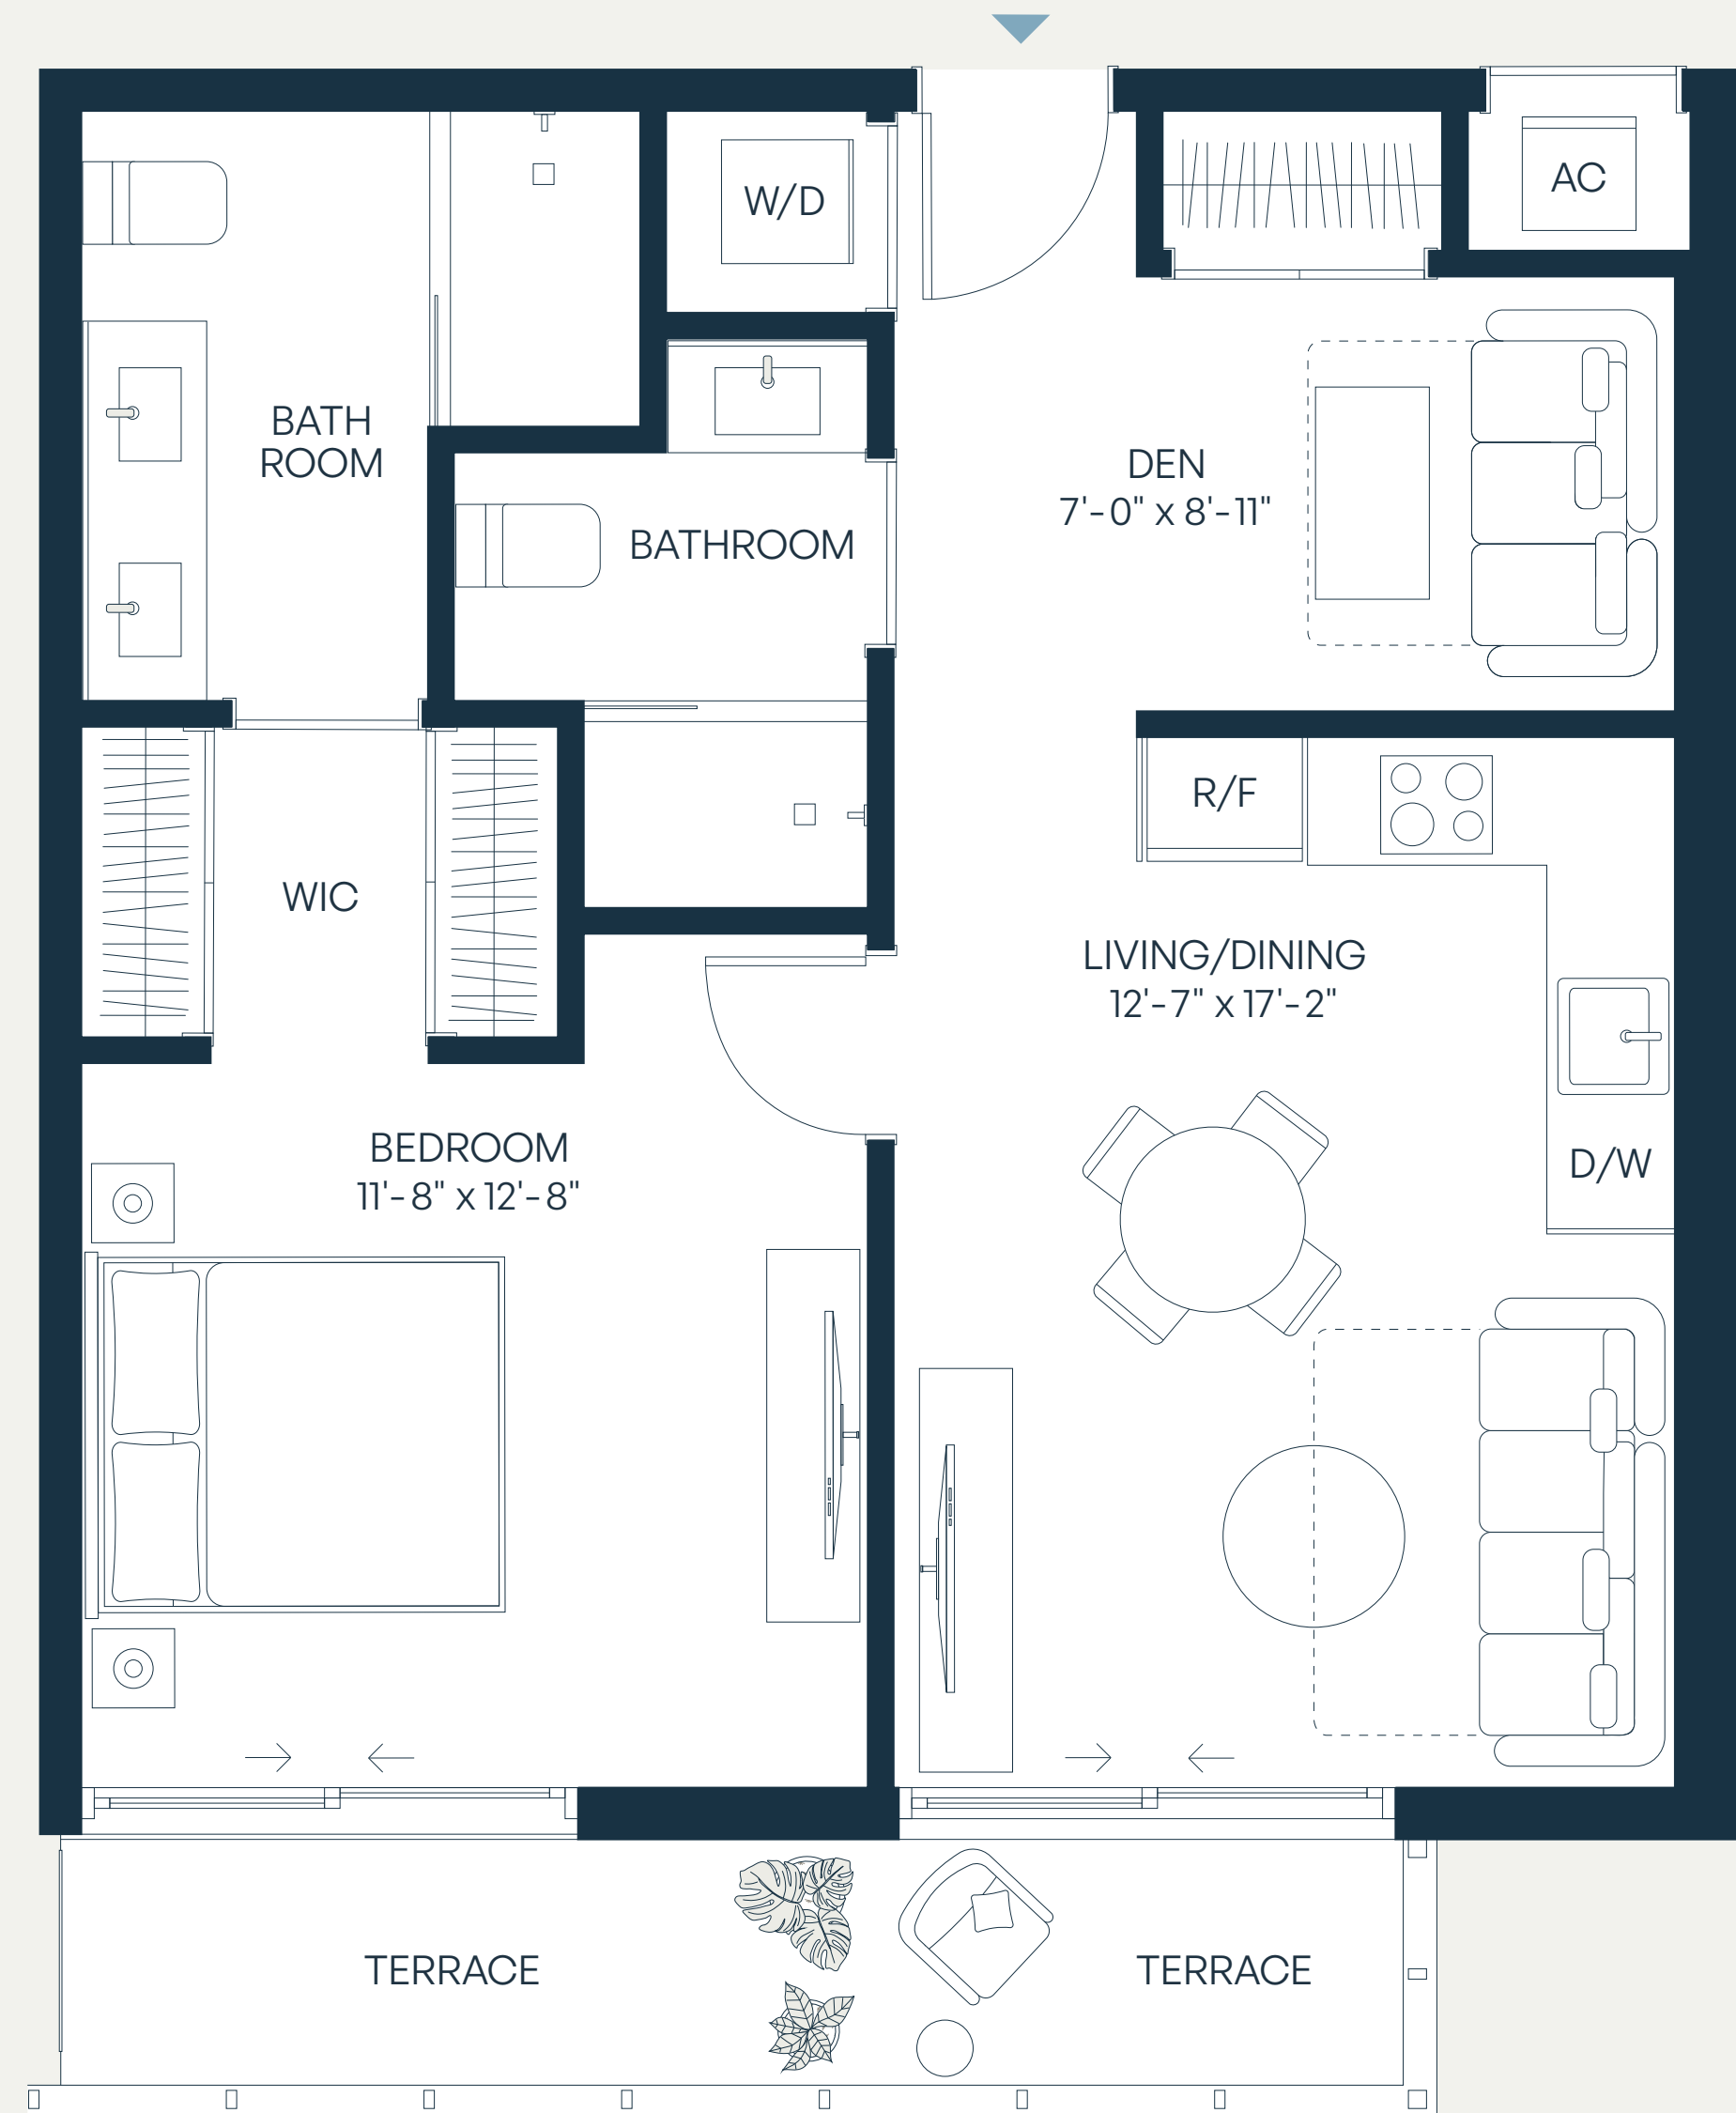 AC
W/D
BATH
ROOM
DEN
7'-0" x 8'-11"
BATHROOM
R/F
WIC
LIVING/DINING
12'-7" x 17'-2"
BEDROOM
11'-8" x 12'-8"
D/W
TERRACE
TERRACE